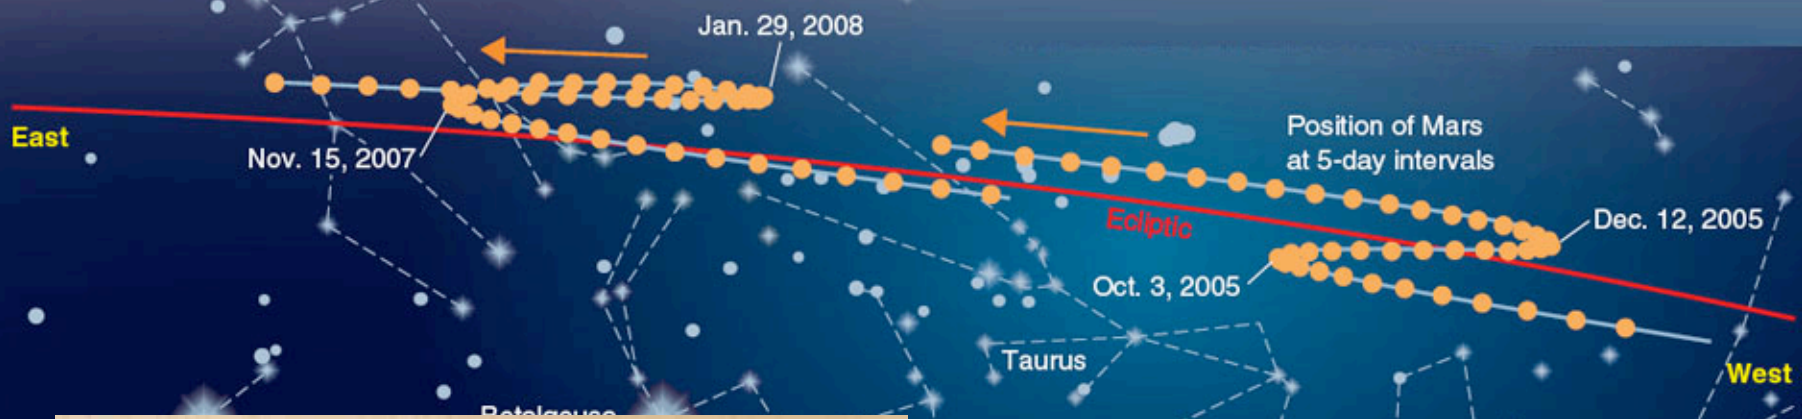 Jan. 29, 2008
East
Nov. 15, 2007
Position of Mars
at 5-day intervals
Ecliptic
Dec. 12, 2005
Oct. 3, 2005
Taurus
West
Betelgeuse